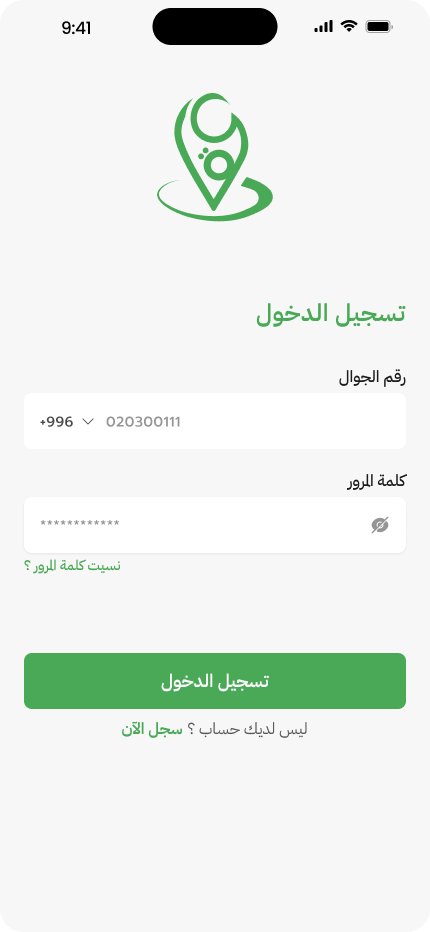 9:41
تسجيل الدخول
رقم الجوال
+996 020300111
كلمة المرور
************
نسيت كلمة المرور ؟
تسجيل الدخول
ليس لديك حساب ؟ سجل الآن